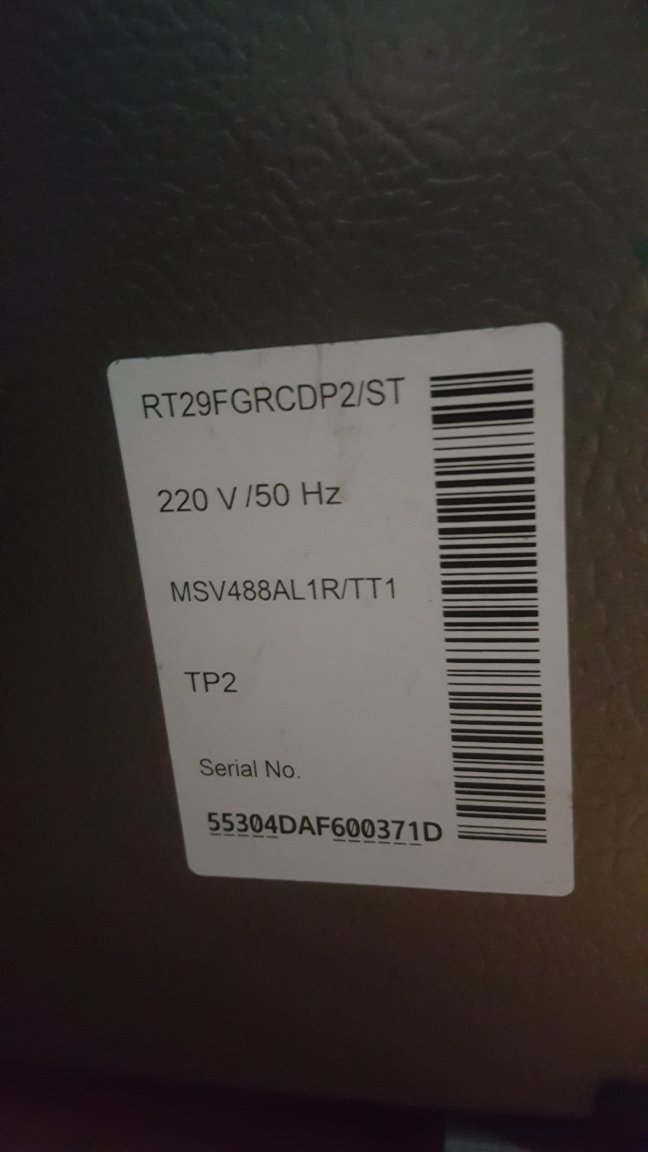 RT29FGRCDP2/ST
220 V /50 Hz
MSV488AL1R/TT1
TP2
Serial No.
55304DAF600371D